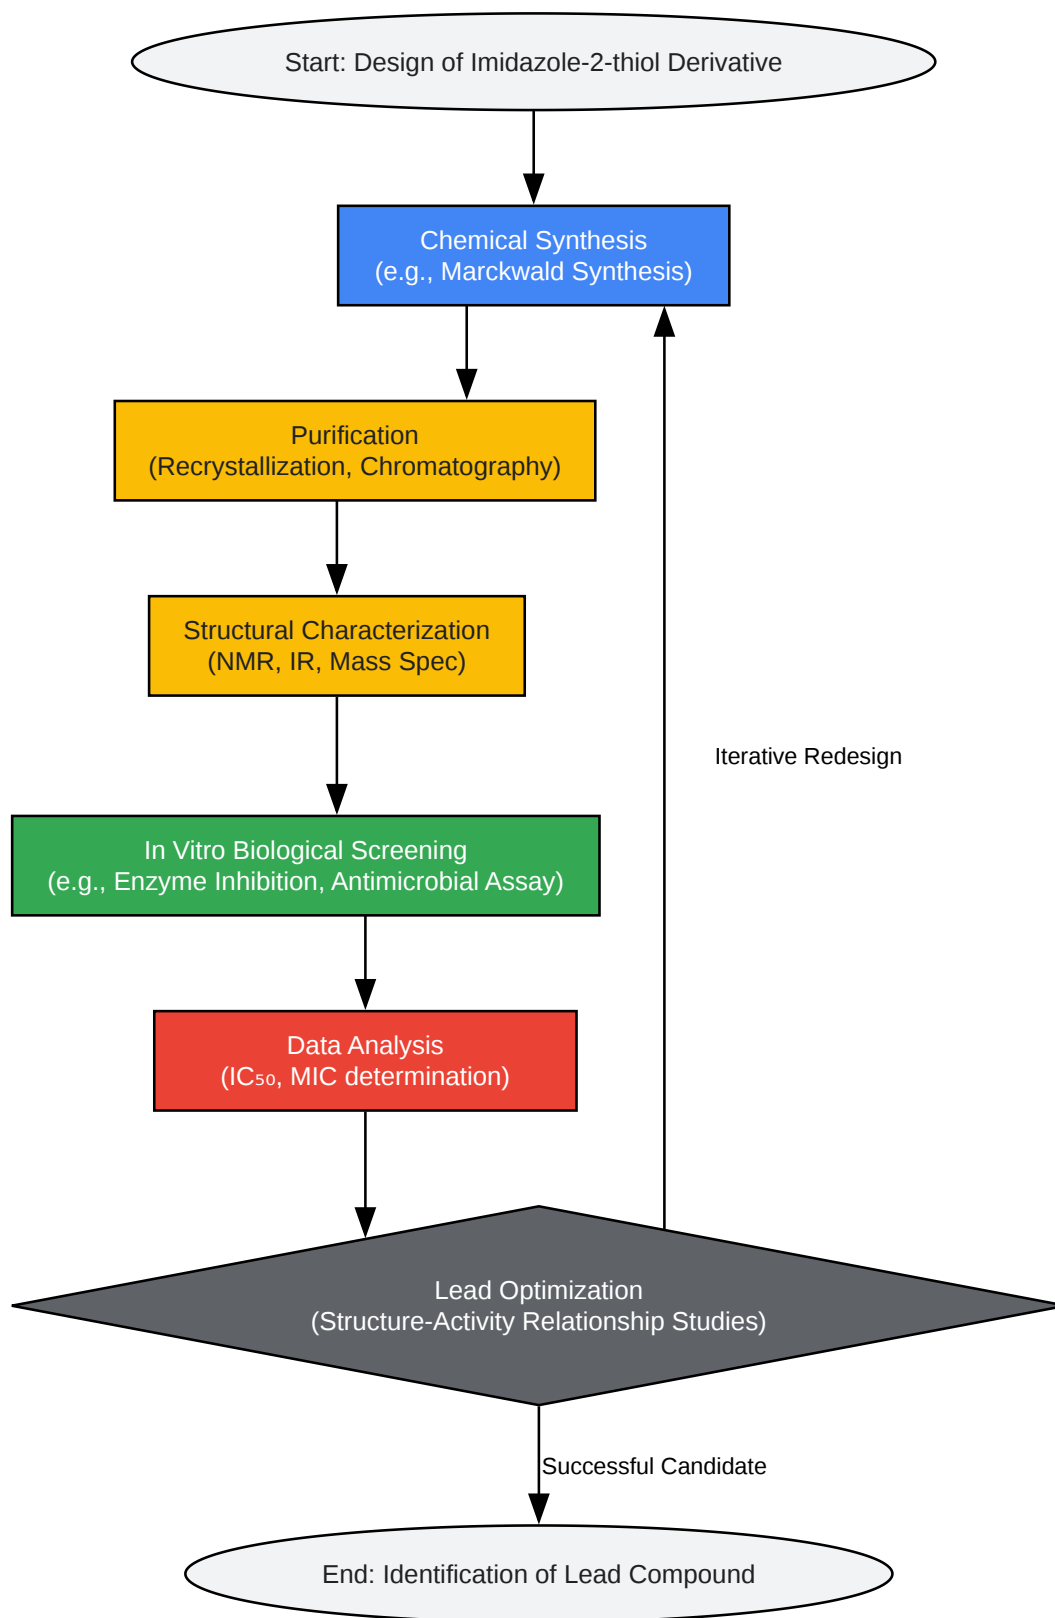 Start: Design of Imidazole-2-thiol Derivative
Chemical Synthesis
(e.g., Marckwald Synthesis)
Purification
(Recrystallization, Chromatography)
Structural Characterization
(NMR, IR, Mass Spec)
Iterative Redesign
In Vitro Biological Screening
(e.g., Enzyme Inhibition, Antimicrobial Assay)
Data Analysis
(IC₅₀, MIC determination)
Lead Optimization
(Structure-Activity Relationship Studies)
Successful Candidate
End: Identification of Lead Compound